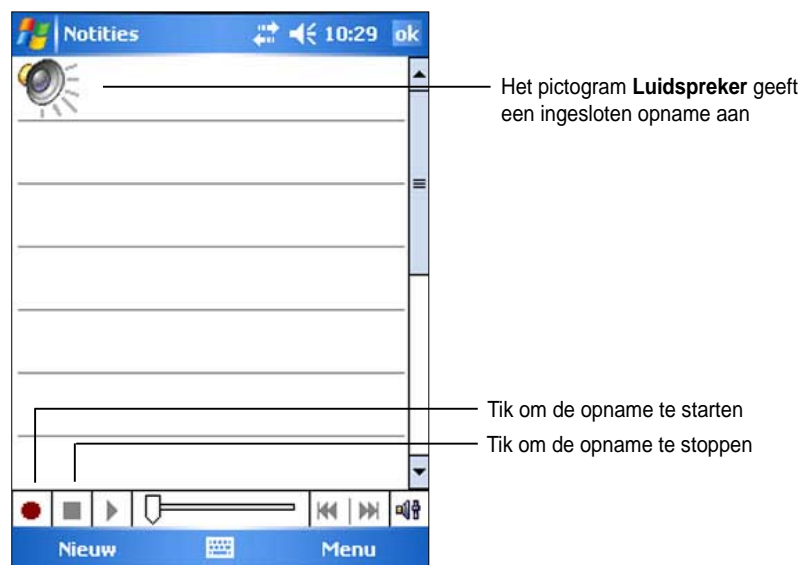 Notities 10:29 ok
Het pictogram Luidspreker geeft
een ingesloten opname aan
Tik om de opname te starten
Tik om de opname te stoppen
Nieuw Menu